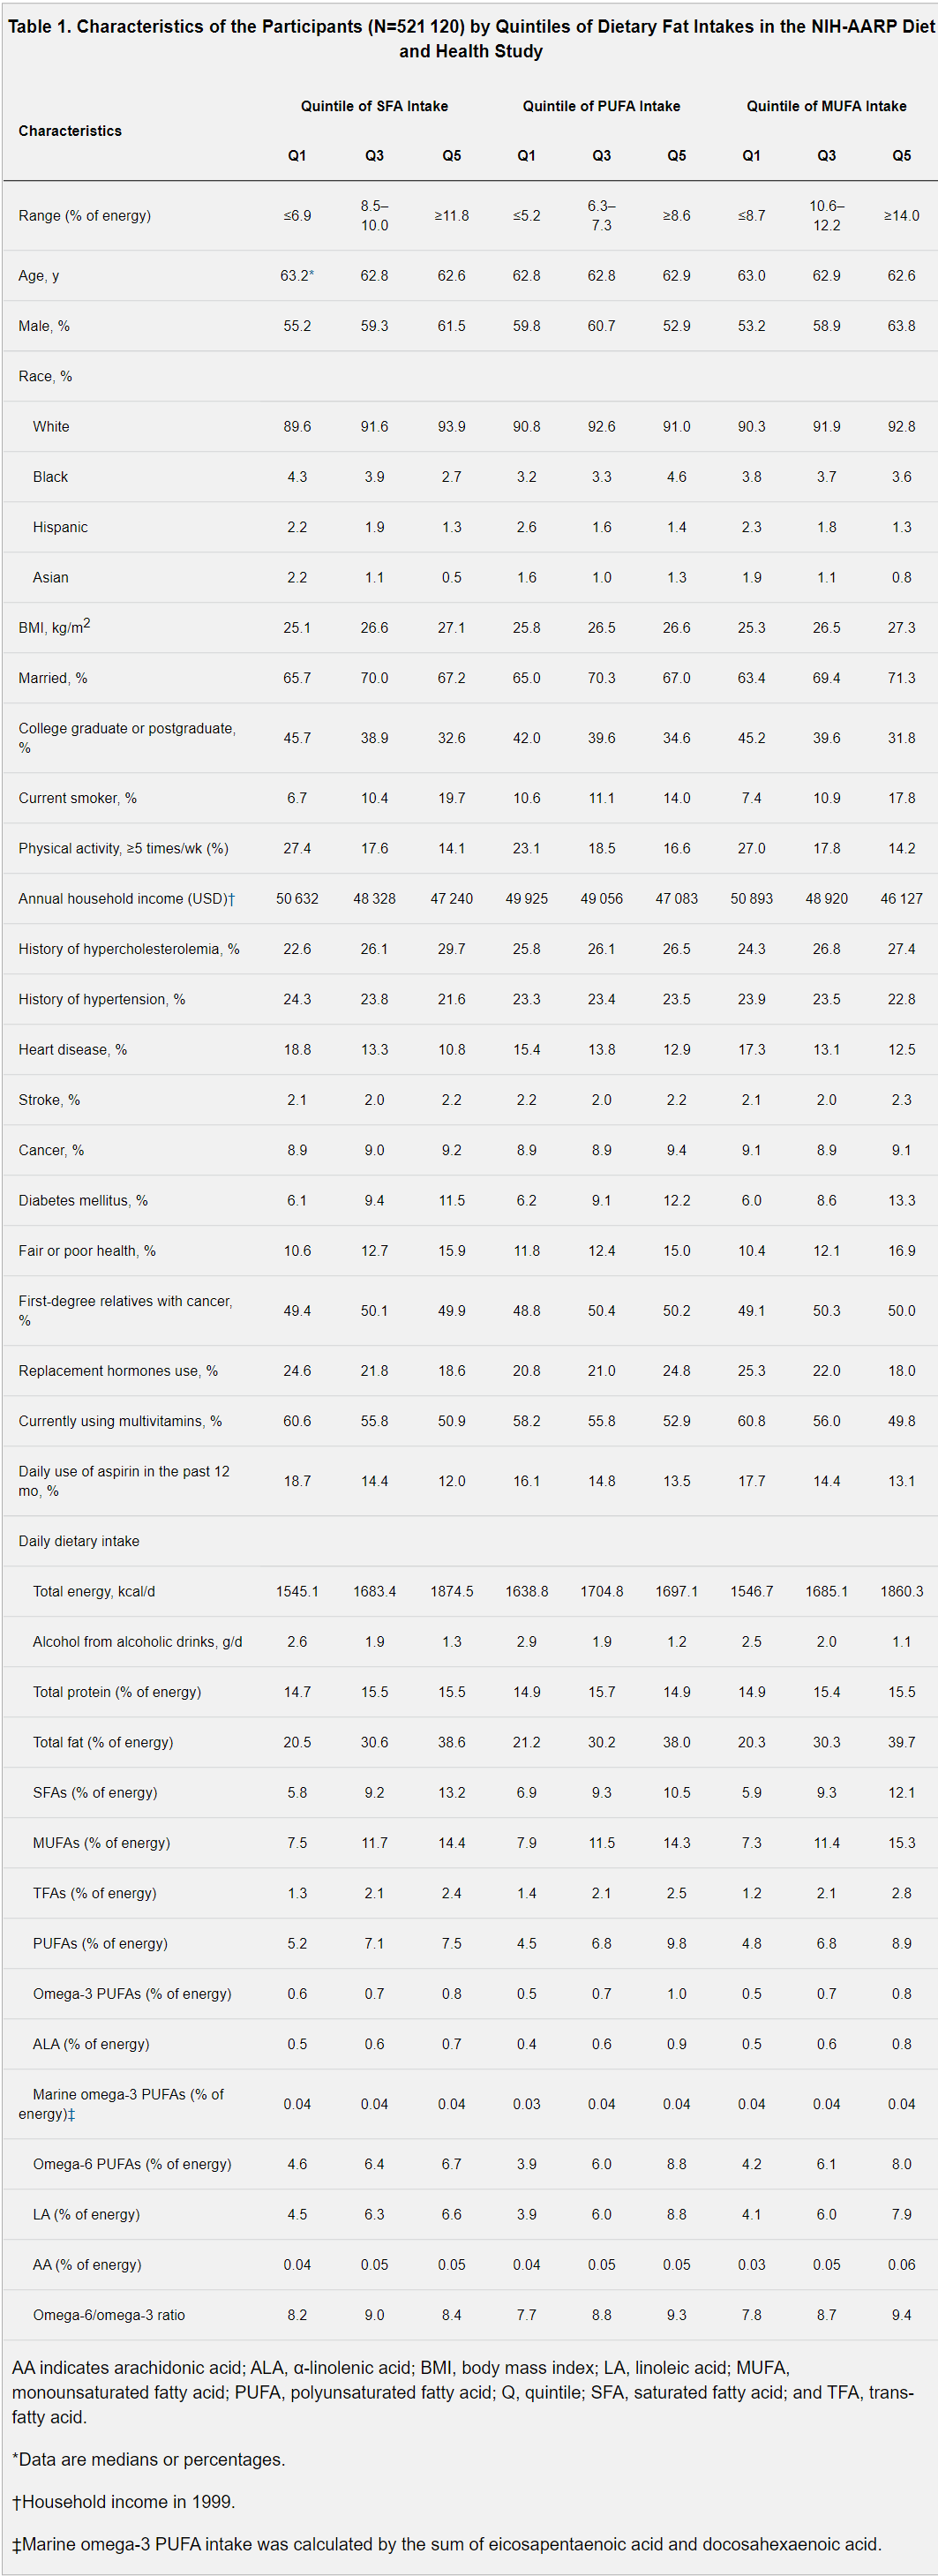 Table 1. Characteristics of the Participants (N=521 120) by Quintiles of Dietary Fat Intakes in the NIH-AARP Diet
and Health Study
Characteristics Quintile of SFA Intake Quintile of PUFA Intake Quintile of MUFA Intake
Q1 Q3 Q5 Q1 Q3 Q5 Q1 Q3 Q5
Range (% of energy) ≤6.9 8.5–10.0 ≥11.8 ≤5.2 6.3–7.3 ≥8.6 ≤8.7 10.6–12.2 ≥14.0
Age, y 63.2* 62.8 62.6 62.8 62.8 62.9 63.0 62.9 62.6
Male, % 55.2 59.3 61.5 59.8 60.7 52.9 53.2 58.9 63.8
Race, %
White 89.6 91.6 93.9 90.8 92.6 91.0 90.3 91.9 92.8
Black 4.3 3.9 2.7 3.2 3.3 4.6 3.8 3.7 3.6
Hispanic 2.2 1.9 1.3 2.6 1.6 1.4 2.3 1.8 1.3
Asian 2.2 1.1 0.5 1.6 1.0 1.3 1.9 1.1 0.8
BMI, kg/m2 25.1 26.6 27.1 25.8 26.5 26.6 25.3 26.5 27.3
Married, % 65.7 70.0 67.2 65.0 70.3 67.0 63.4 69.4 71.3
College graduate or postgraduate, % 45.7 38.9 32.6 42.0 39.6 34.6 45.2 39.6 31.8
Current smoker, % 6.7 10.4 19.7 10.6 11.1 14.0 7.4 10.9 17.8
Physical activity, ≥5 times/wk (%) 27.4 17.6 14.1 23.1 18.5 16.6 27.0 17.8 14.2
Annual household income (USD)† 50 632 48 328 47 240 49 925 49 056 47 083 50 893 48 920 46 127
History of hypercholesterolemia, % 22.6 26.1 29.7 25.8 26.1 26.5 24.3 26.8 27.4
History of hypertension, % 24.3 23.8 21.6 23.3 23.4 23.5 23.9 23.5 22.8
Heart disease, % 18.8 13.3 10.8 15.4 13.8 12.9 17.3 13.1 12.5
Stroke, % 2.1 2.0 2.2 2.2 2.0 2.2 2.1 2.0 2.3
Cancer, % 8.9 9.0 9.2 8.9 8.9 9.4 9.1 8.9 9.1
Diabetes mellitus, % 6.1 9.4 11.5 6.2 9.1 12.2 6.0 8.6 13.3
Fair or poor health, % 10.6 12.7 15.9 11.8 12.4 15.0 10.4 12.1 16.9
First-degree relatives with cancer, % 49.4 50.1 49.9 48.8 50.4 50.2 49.1 50.3 50.0
Replacement hormones use, % 24.6 21.8 18.6 20.8 21.0 24.8 25.3 22.0 18.0
Currently using multivitamins, % 60.6 55.8 50.9 58.2 55.8 52.9 60.8 56.0 49.8
Daily use of aspirin in the past 12 mo, % 18.7 14.4 12.0 16.1 14.8 13.5 17.7 14.4 13.1
Daily dietary intake
Total energy, kcal/d 1545.1 1683.4 1874.5 1638.8 1704.8 1697.1 1546.7 1685.1 1860.3
Alcohol from alcoholic drinks, g/d 2.6 1.9 1.3 2.9 1.9 1.2 2.5 2.0 1.1
Total protein (% of energy) 14.7 15.5 15.5 14.9 15.7 14.9 14.9 15.4 15.5
Total fat (% of energy) 20.5 30.6 38.6 21.2 30.2 38.0 20.3 30.3 39.7
SFAs (% of energy) 5.8 9.2 13.2 6.9 9.3 10.5 5.9 9.3 12.1
MUFAs (% of energy) 7.5 11.7 14.4 7.9 11.5 14.3 7.3 11.4 15.3
TFAs (% of energy) 1.3 2.1 2.4 1.4 2.1 2.5 1.2 2.1 2.8
PUFAs (% of energy) 5.2 7.1 7.5 4.5 6.8 9.8 4.8 6.8 8.9
Omega-3 PUFAs (% of energy) 0.6 0.7 0.8 0.5 0.7 1.0 0.5 0.7 0.8
ALA (% of energy) 0.5 0.6 0.7 0.4 0.6 0.9 0.5 0.6 0.8
Marine omega-3 PUFAs (% of energy)‡ 0.04 0.04 0.04 0.03 0.04 0.04 0.04 0.04 0.04
Omega-6 PUFAs (% of energy) 4.6 6.4 6.7 3.9 6.0 8.8 4.2 6.1 8.0
LA (% of energy) 4.5 6.3 6.6 3.9 6.0 8.8 4.1 6.0 7.9
AA (% of energy) 0.04 0.05 0.05 0.04 0.05 0.05 0.03 0.05 0.06
Omega-6/omega-3 ratio 8.2 9.0 8.4 7.7 8.8 9.3 7.8 8.7 9.4
AA indicates arachidonic acid; ALA, α-linolenic acid; BMI, body mass index; LA, linoleic acid; MUFA,
monounsaturated fatty acid; PUFA, polyunsaturated fatty acid; Q, quintile; SFA, saturated fatty acid; and TFA, trans-
fatty acid.
*Data are medians or percentages.
†Household income in 1999.
‡Marine omega-3 PUFA intake was calculated by the sum of eicosapentaenoic acid and docosahexaenoic acid.